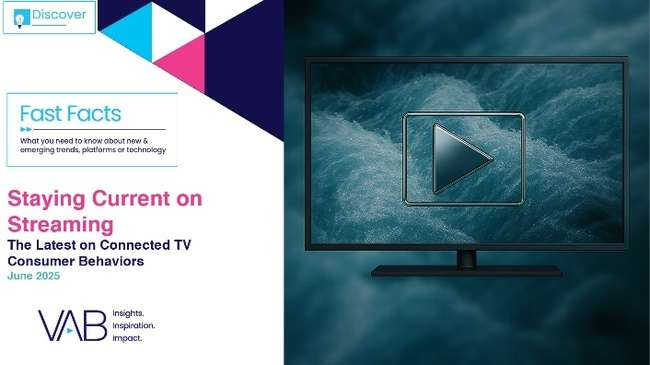 Discover
Fast Facts
What you need to know about new &
emerging trends, platforms or technology
Staying Current on
Streaming
The Latest on Connected TV
Consumer Behaviors
June 2025
VAB
Insights.
Inspiration.
Impact.